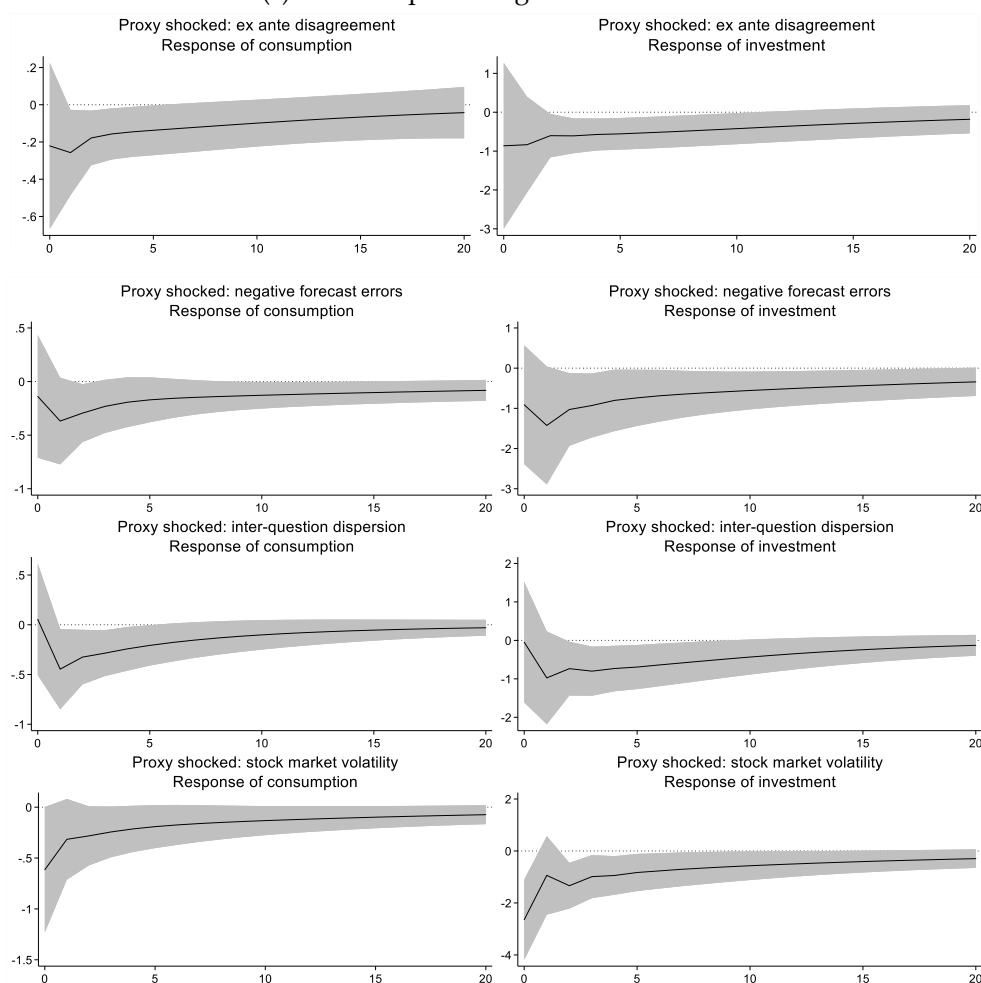 Proxy shocked: ex ante disagreement
Response of consumption
.2
0
-.2
-.4
-.6
0 5 10 15 20
Proxy shocked: ex ante disagreement
Response of investment
1
0
-1
-2
-3
0 5 10 15 20
Proxy shocked: negative forecast errors
Response of consumption
.5
0
-.5
-1
0 5 10 15 20
Proxy shocked: negative forecast errors
Response of investment
1
0
-1
-2
-3
0 5 10 15 20
Proxy shocked: inter-question dispersion
Response of consumption
.5
0
-.5
-1
0 5 10 15 20
Proxy shocked: inter-question dispersion
Response of investment
2
1
0
-1
-2
0 5 10 15 20
Proxy shocked: stock market volatility
Response of consumption
0
-.5
-1
-1.5
0 5 10 15 20
Proxy shocked: stock market volatility
Response of investment
2
0
-2
-4
0 5 10 15 20